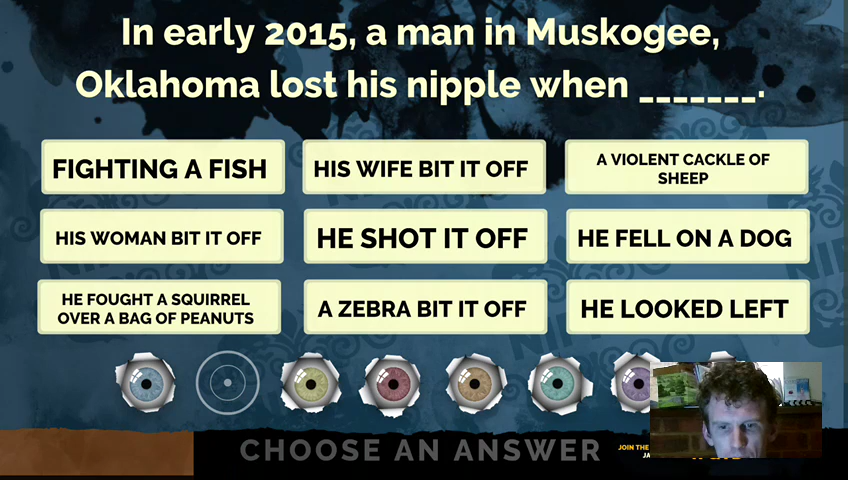 In early 2015, a man in Muskogee,
Oklahoma lost his nipple when _______.
FIGHTING A FISH
HIS WIFE BIT IT OFF
A VIOLENT CACKLE OF
SHEEP
HIS WOMAN BIT IT OFF
HE SHOT IT OFF
HE FELL ON A DOG
HE FOUGHT A SQUIRREL
OVER A BAG OF PEANUTS
A ZEBRA BIT IT OFF
HE LOOKED LEFT
CHOOSE AN ANSWER
JOIN THE